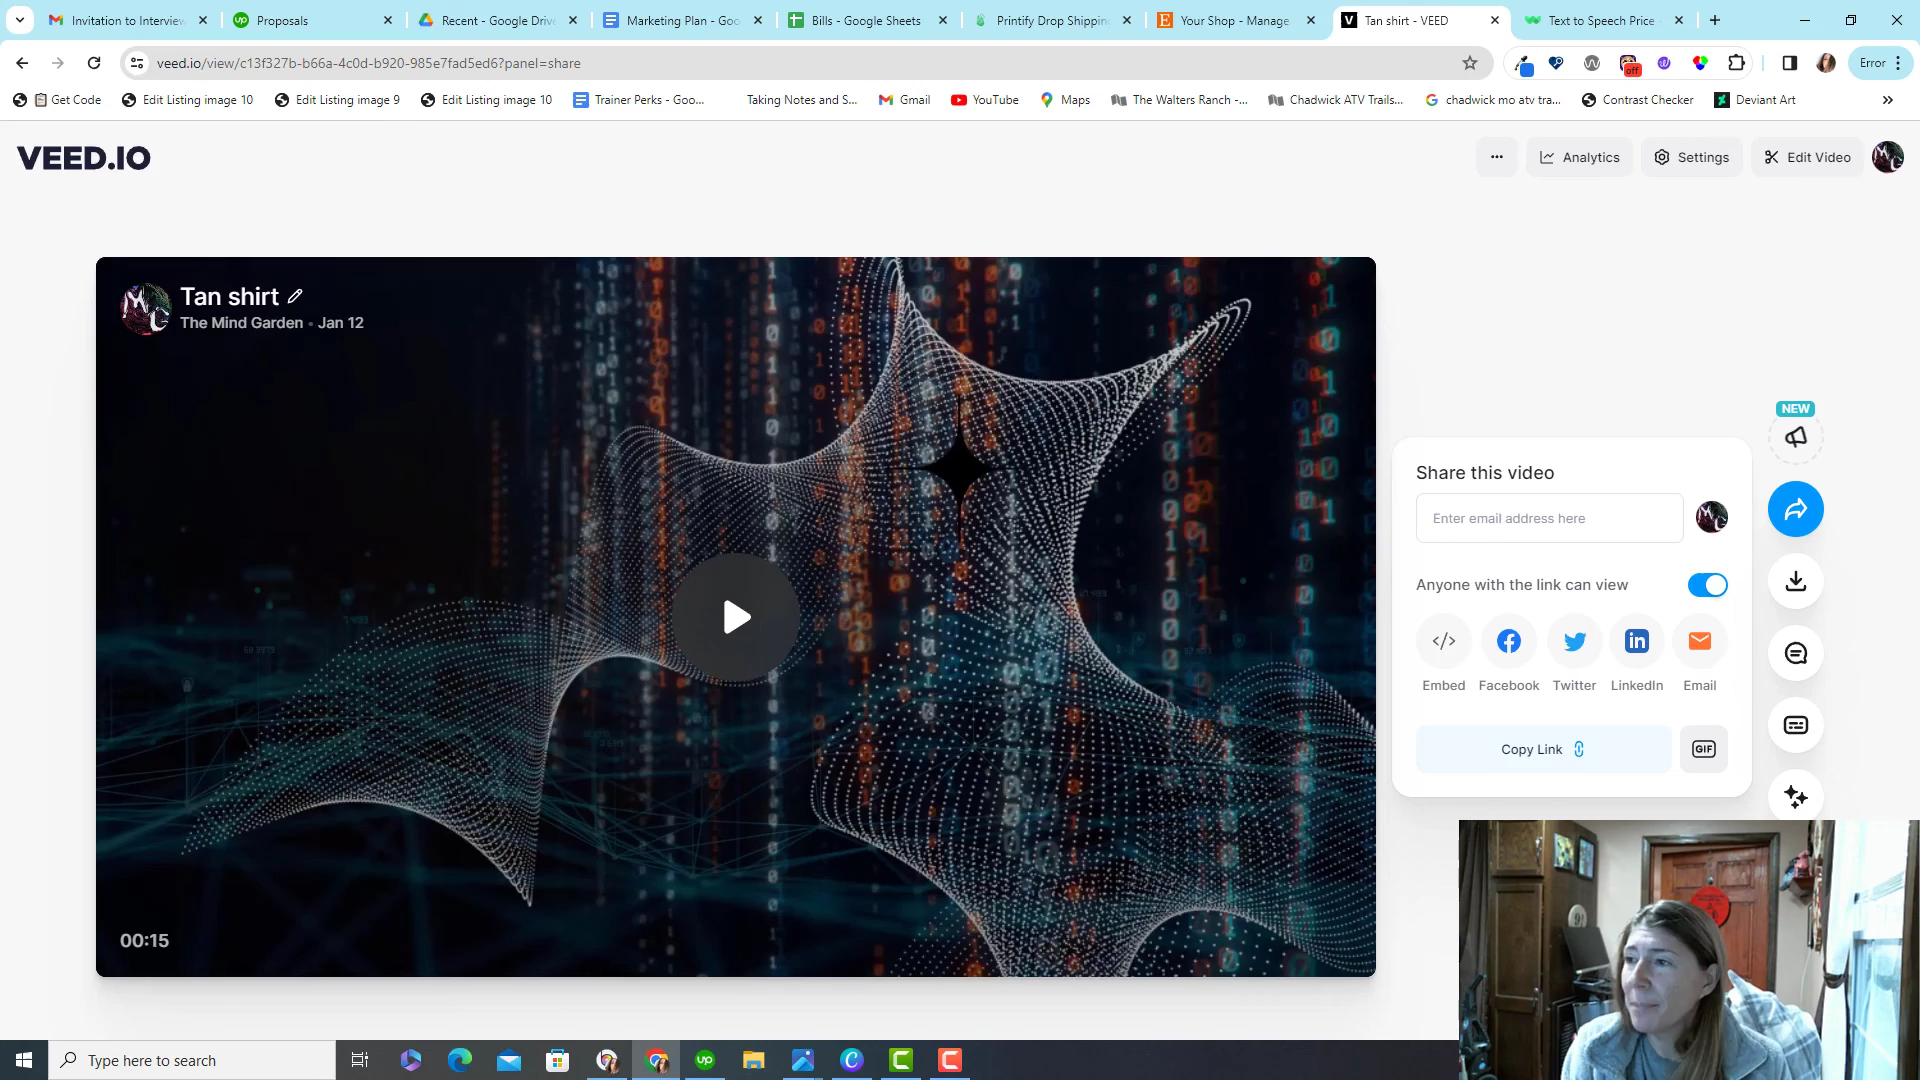 Invitation to Interview
Proposals
Recent - Google Drive
Marketing Plan - Goo
Bills - Google Sheets
Printify Drop Shipping
Your Shop - Manage
Tan shirt - VEED
Text to Speech Price
veed.io/view/c13f327b-b66a-4c0d-b920-985e7fad5ed6?panel=share
off
Error
Get Code
Edit Listing image 10
Edit Listing image 9
Edit Listing image 10
Trainer Perks - Goo...
Taking Notes and S...
Gmail
YouTube
Maps
The Walters Ranch -...
Chadwick ATV Trails...
chadwick mo atv tra...
Contrast Checker
Deviant Art
VEED.IO
Analytics
Settings
Edit Video
Tan shirt
The Mind Garden • Jan 12
00:15
NEW
Share this video
Enter email address here
Anyone with the link can view
Embed
Facebook
Twitter
LinkedIn
Email
Copy Link
GIF
Type here to search